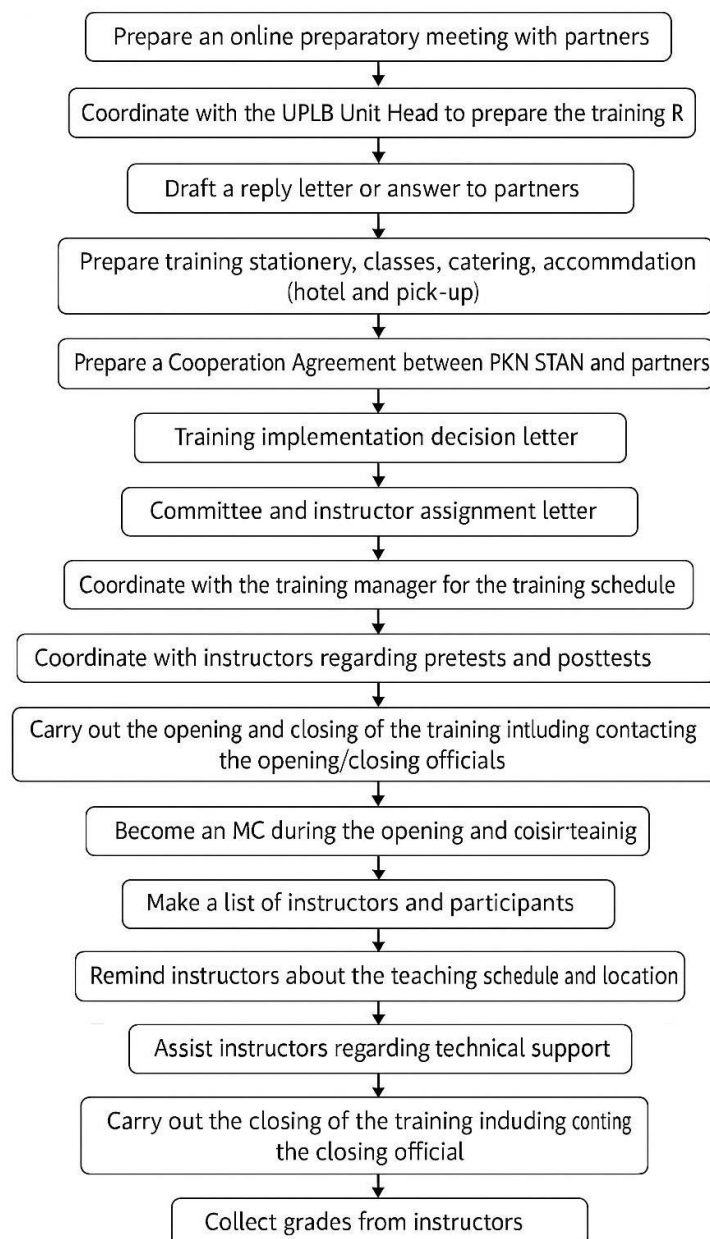 Prepare an online preparatory meeting with partners
Coordinate with the UPLB Unit Head to prepare the training R
Draft a reply letter or answer to partners
Prepare training stationery, classes, catering, accommdation
(hotel and pick-up)
Prepare a Cooperation Agreement between PKN STAN and partners
Training implementation decision letter
Committee and instructor assignment letter
Coordinate with the training manager for the training schedule
Coordinate with instructors regarding pretests and posttests
Carry out the opening and closing of the training intluding contacting
the opening/closing officials
Become an MC during the opening and coisir-teainig
Make a list of instructors and participants
Remind instructors about the teaching schedule and location
Assist instructors regarding technical support
Carry out the closing of the training induding conting
the closing official
Collect grades from instructors